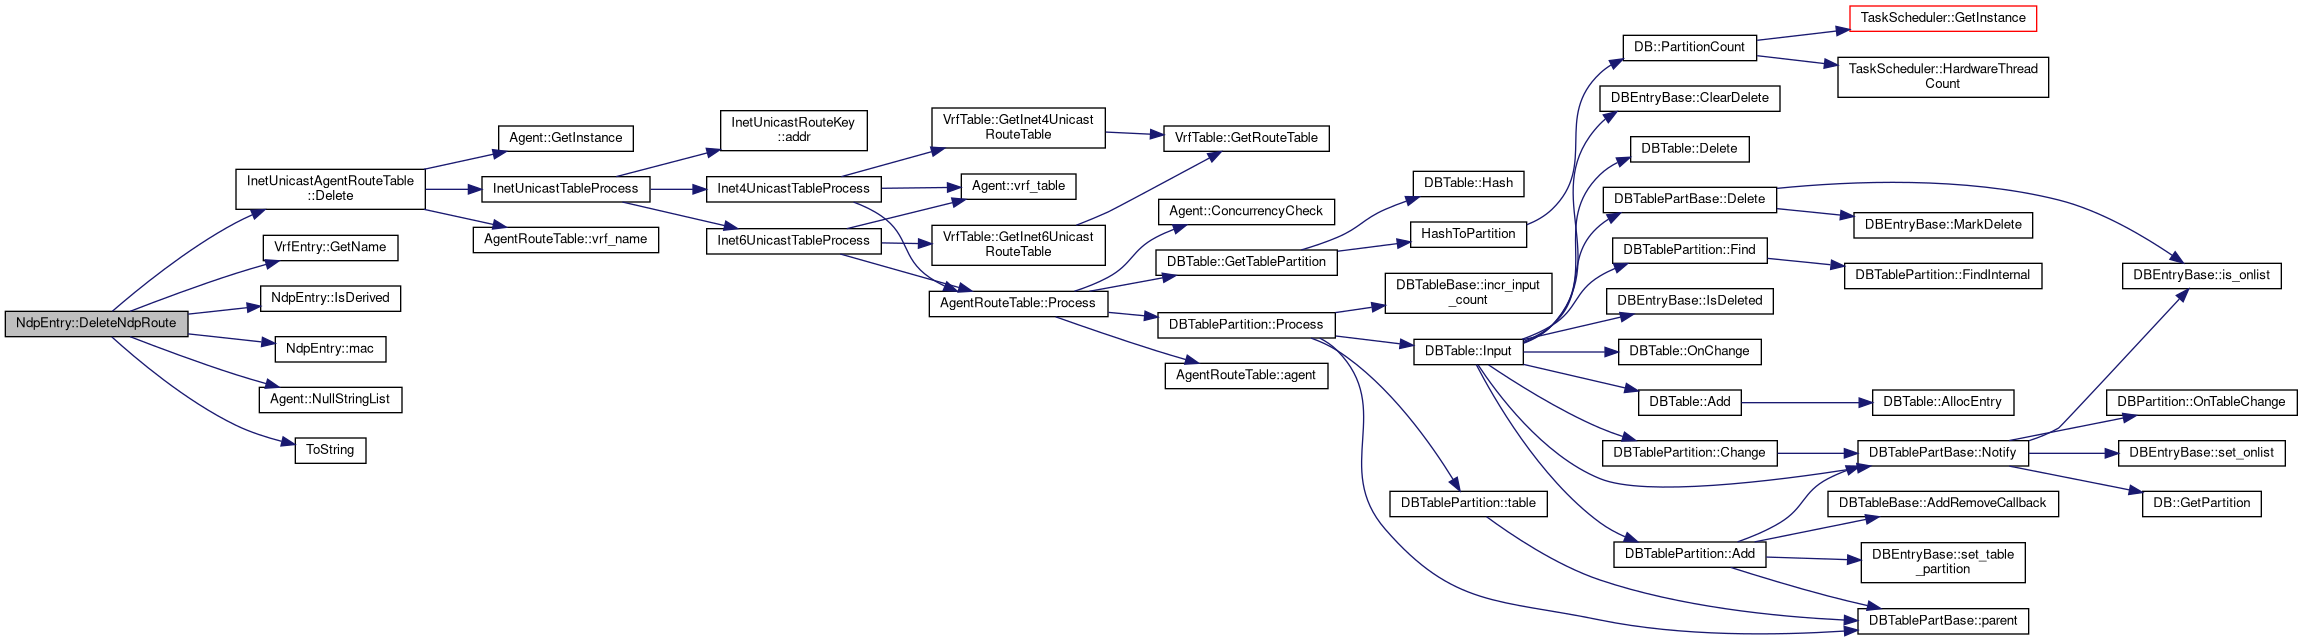 NdpEntry::DeleteNdpRoute
InetUnicastAgentRouteTable
::Delete
VrfEntry::GetName
NdpEntry::IsDerived
NdpEntry::mac
Agent::NullStringList
ToString
Agent::GetInstance
InetUnicastTableProcess
AgentRouteTable::vrf_name
InetUnicastRouteKey
::addr
Inet4UnicastTableProcess
Inet6UnicastTableProcess
VrfTable::GetInet4Unicast
RouteTable
Agent::vrf_table
VrfTable::GetInet6Unicast
RouteTable
AgentRouteTable::Process
VrfTable::GetRouteTable
Agent::ConcurrencyCheck
DBTable::GetTablePartition
DBTablePartition::Process
AgentRouteTable::agent
DBTable::Hash
HashToPartition
DBTableBase::incr_input
_count
DBTable::Input
DBTablePartition::table
DB::PartitionCount
DBEntryBase::ClearDelete
DBTable::Delete
DBTablePartBase::Delete
DBTablePartition::Find
DBEntryBase::IsDeleted
DBTable::OnChange
DBTable::Add
DBTablePartition::Change
DBTablePartition::Add
TaskScheduler::GetInstance
TaskScheduler::HardwareThread
Count
DBEntryBase::MarkDelete
DBTablePartition::FindInternal
DBTable::AllocEntry
DBTablePartBase::Notify
DBTableBase::AddRemoveCallback
DBEntryBase::set_table
_partition
DBTablePartBase::parent
DBEntryBase::is_onlist
DBPartition::OnTableChange
DBEntryBase::set_onlist
DB::GetPartition